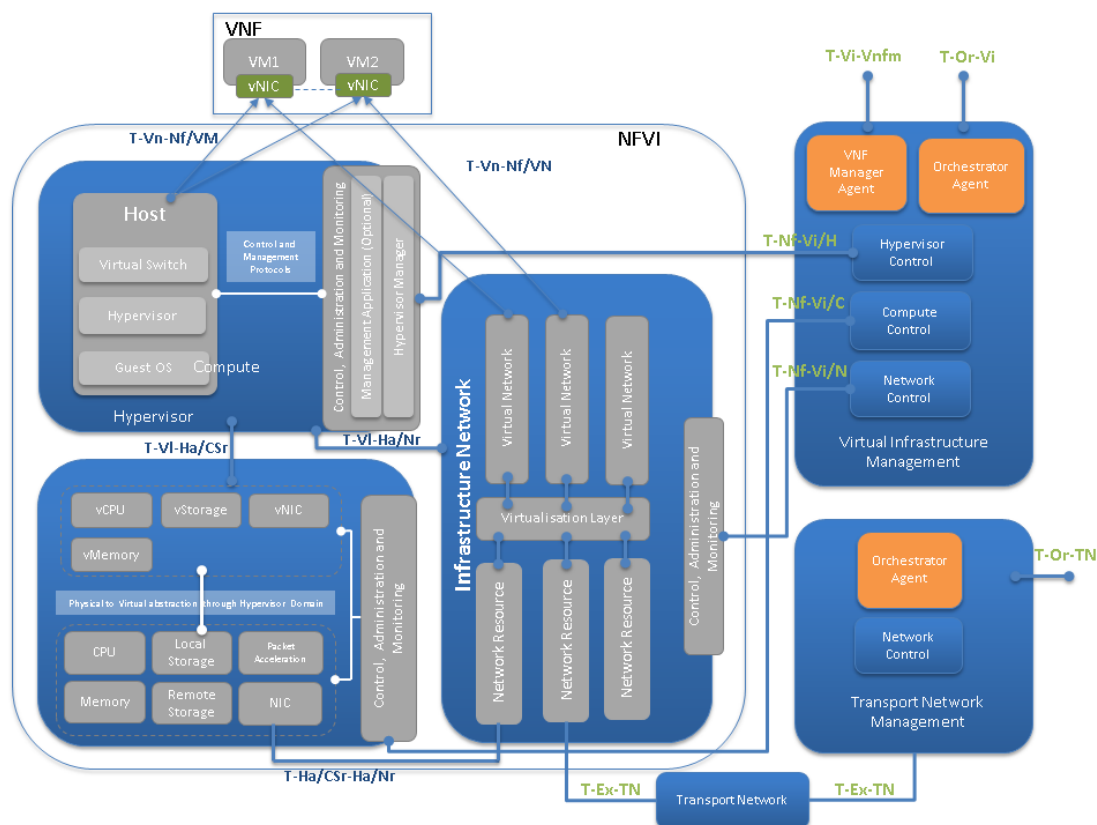 VNF
VM1
VM2
vNIC
vNIC
T-Vn-Nf/VM
T-Vn-Nf/VN
NFVI
Host
Virtual Switch
Hypervisor
Guest OS
Compute
Hypervisor
Control and
Management
Protocols
Control, Administration and Monitoring
Management Application (Optional)
Hypervisor Manager
T-Vl-Ha/CSr
T-Vl-Ha/Nr
vCPU
vStorage
vNIC
vMemory
Physical to Virtual abstraction through Hypervisor Domain
CPU
Local
Storage
Packet
Acceleration
Memory
Remote
Storage
NIC
Control, Administration and
Monitoring
T-Ha/CSr-Ha/Nr
Infrastructure Network
Virtual Network
Virtual Network
Virtual Network
Virtualisation Layer
Network Resource
Network Resource
Network Resource
Control, Administration and
Monitoring
T-Vi-Vnfm
T-Or-Vi
VNF
Manager
Agent
Orchestrator
Agent
T-Nf-Vi/H
Hypervisor
Control
T-Nf-Vi/C
Compute
Control
T-Nf-Vi/N
Network
Control
Virtual Infrastructure
Management
Orchestrator
Agent
T-Or-TN
Network
Control
Transport Network
Management
T-Ex-TN
Transport Network
T-Ex-TN